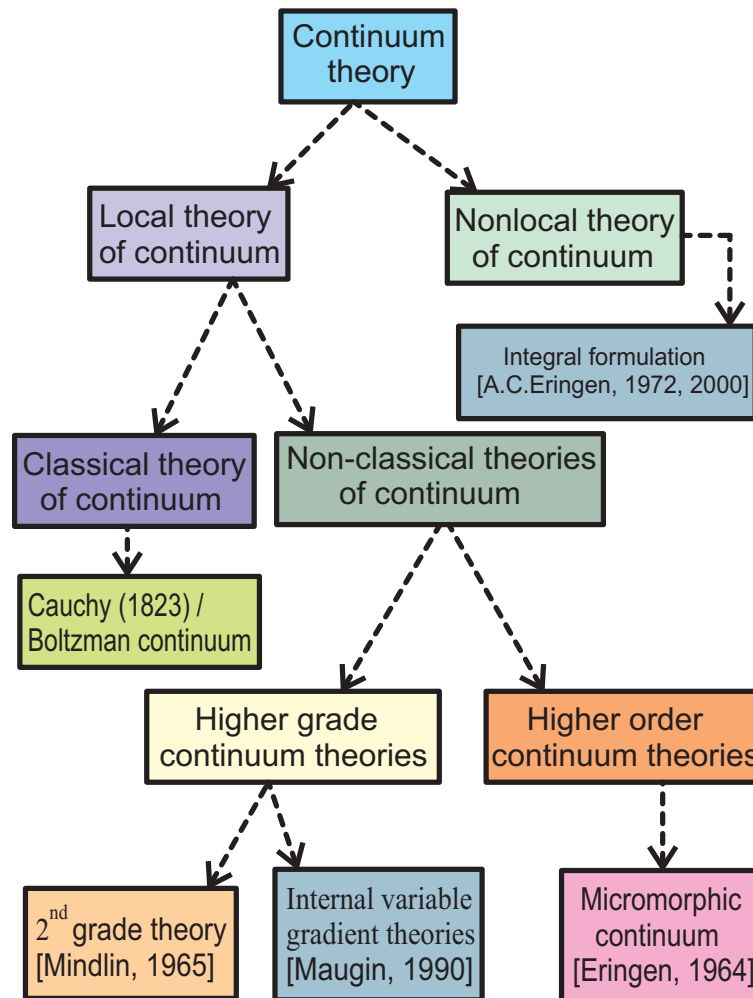 Continuum
theory
Local theory
of continuum
Nonlocal theory
of continuum
Integral formulation
[A.C.Eringen, 1972, 2000]
Classical theory
of continuum
Non-classical theories
of continuum
Cauchy (1823) /
Boltzman continuum
Higher grade
continuum theories
Higher order
continuum theories
2nd grade theory
[Mindlin, 1965]
Internal variable
gradient theories
[Maugin, 1990]
Micromorphic
continuum
[Eringen, 1964]